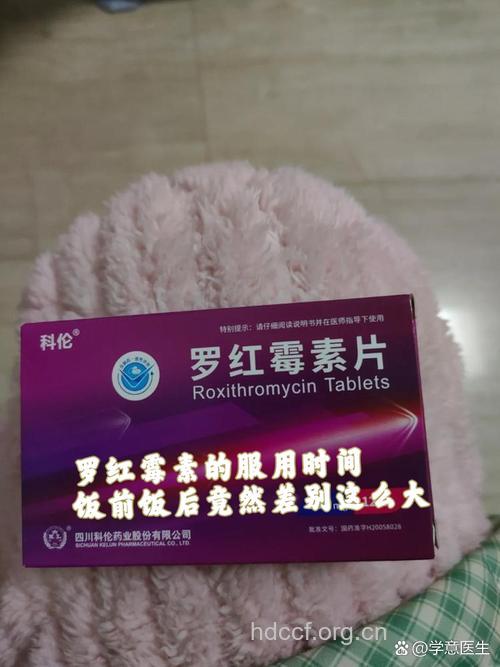 科伦®
特别提示：请仔细阅读说明书并在医师指导下使用
罗红霉素片
Roxithromycin Tablets
罗红霉素的服用时间
饭前饭后竟然差别这么大
四川科伦药业股份有限公司
SICHUAN KELUN PHARMACEUTICAL CO., LTD.
批准文号：国药准字H20058026
hdccf.org.cn
@学意医生